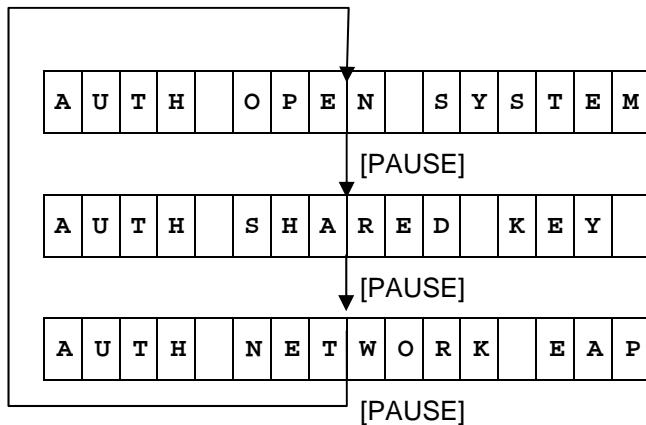 AUTH OPEN SYSTEM
[PAUSE]
AUTH SHARED KEY
[PAUSE]
AUTH NETWORK EAP
[PAUSE]